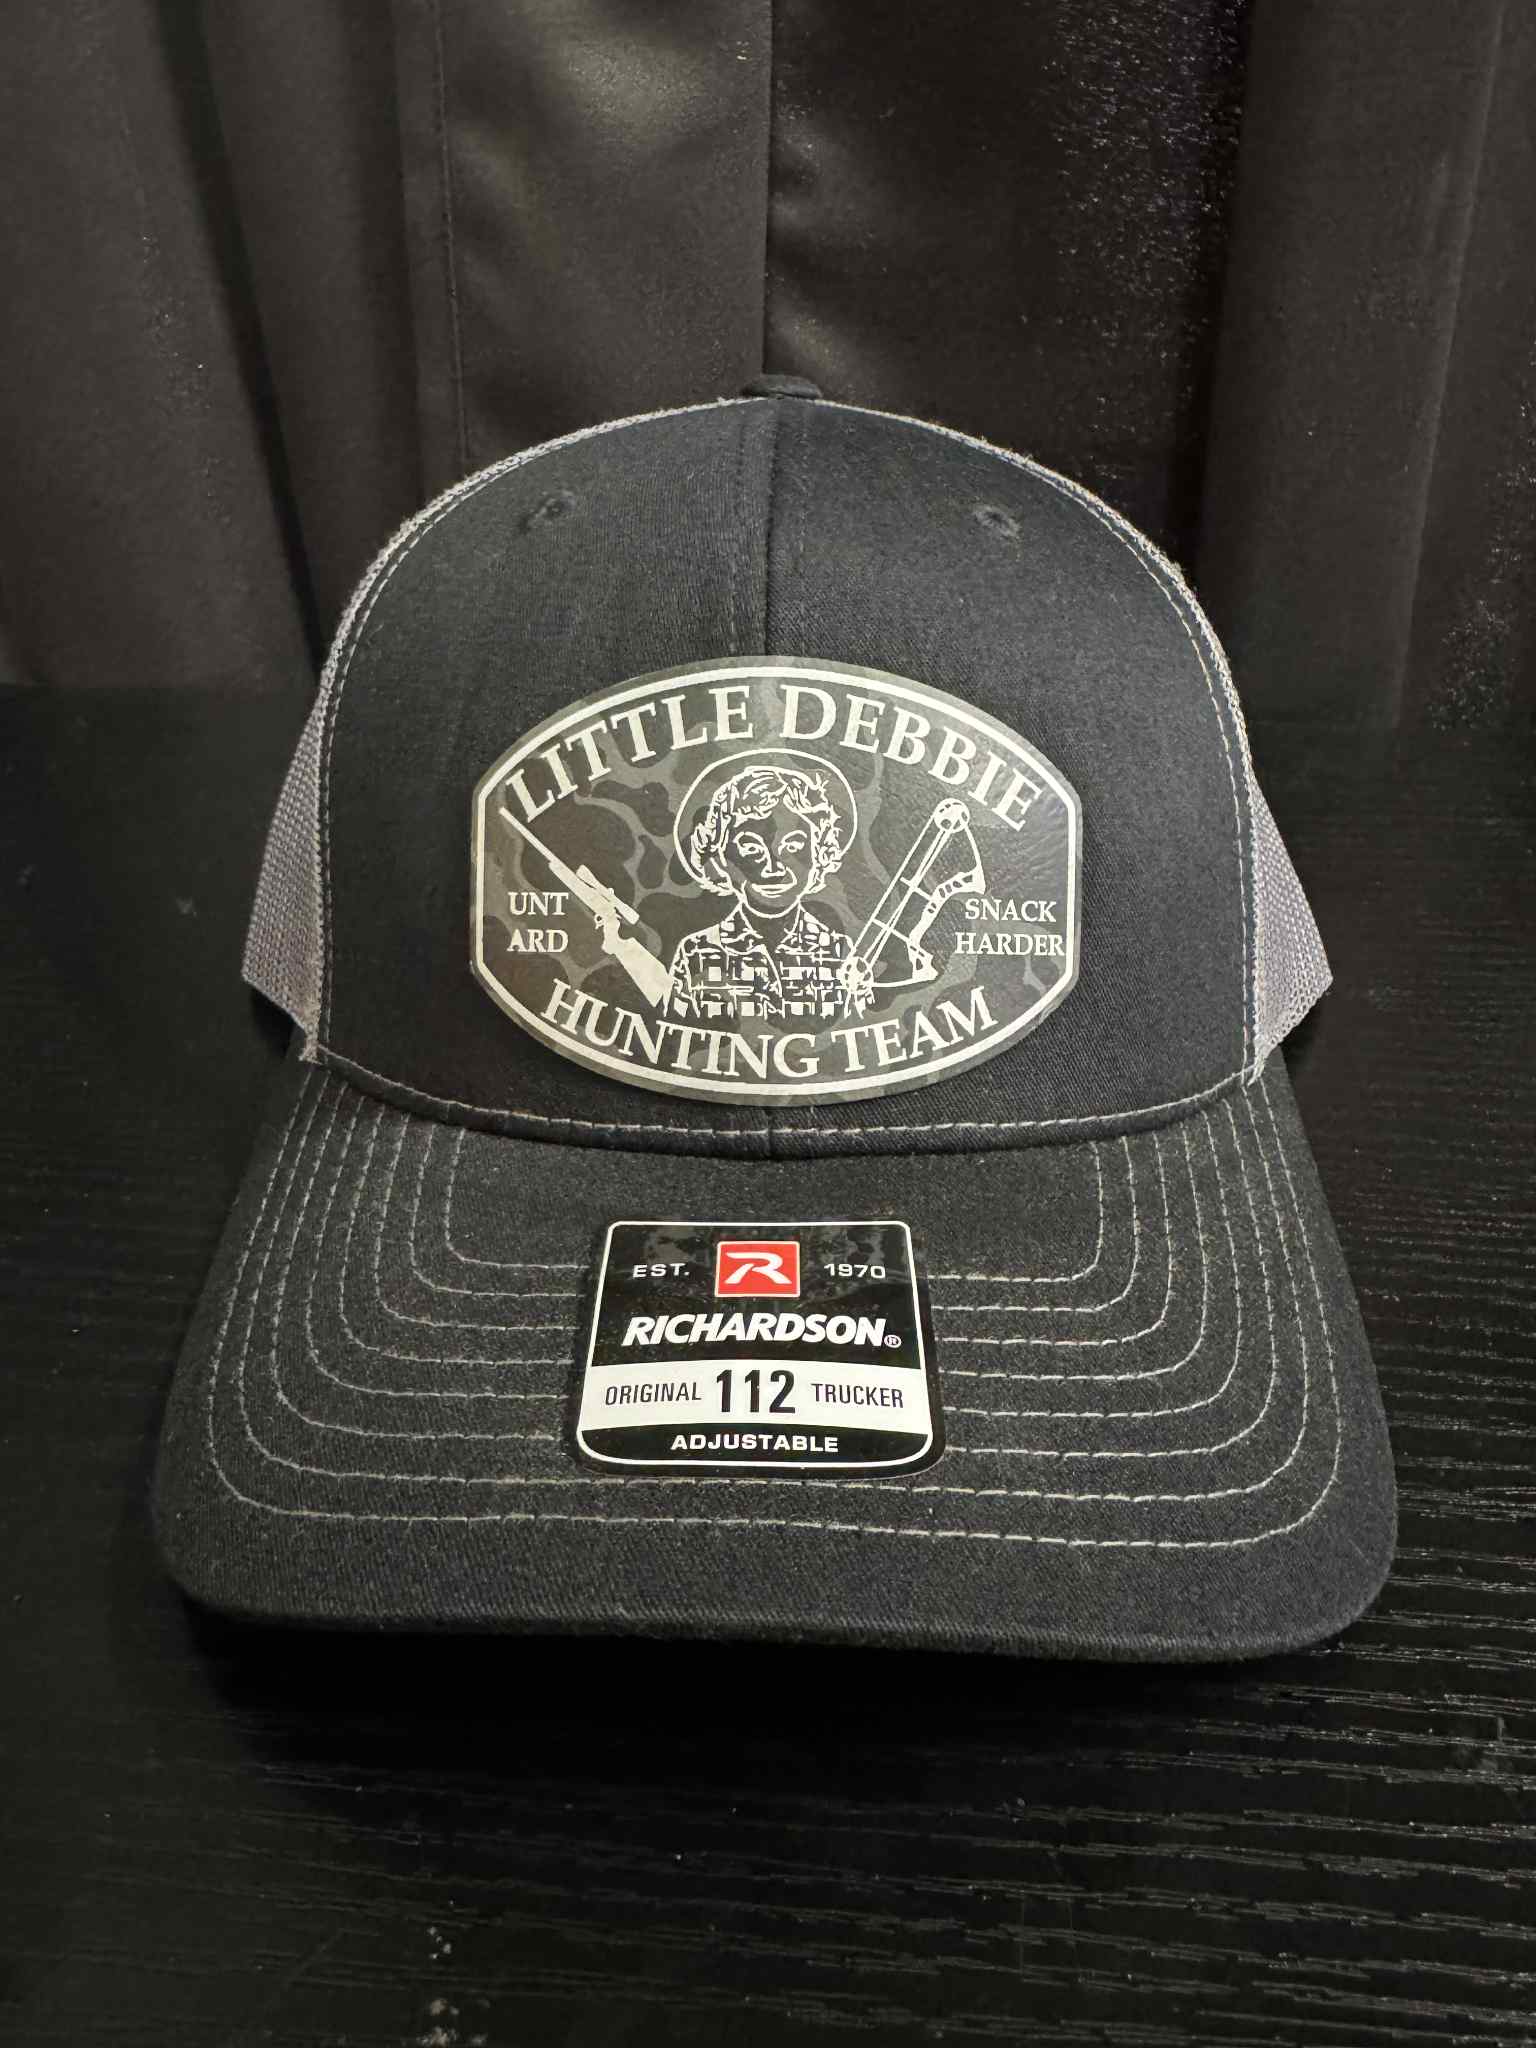 LITTLE DEBBIE
UNT
ARD
SNACK
HARDER
HUNTING TEAM
EST. R 1970
RICHARDSON®
ORIGINAL 112 TRUCKER
ADJUSTABLE